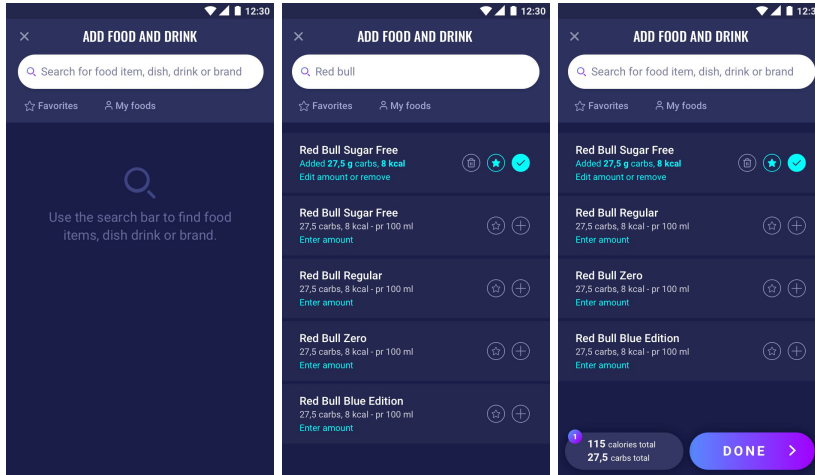 12:30
ADD FOOD AND DRINK
Search for food item, dish, drink or brand
Favorites My foods
Use the search bar to find food
items, dish drink or brand.
12:30
ADD FOOD AND DRINK
Red bull
Favorites My foods
Red Bull Sugar Free
Added 27,5 g carbs, 8 kcal
Edit amount or remove
Red Bull Sugar Free
27,5 carbs, 8 kcal - pr 100 ml
Enter amount
Red Bull Regular
27,5 carbs, 8 kcal - pr 100 ml
Enter amount
Red Bull Zero
27,5 carbs, 8 kcal - pr 100 ml
Enter amount
Red Bull Blue Edition
27,5 carbs, 8 kcal - pr 100 ml
Enter amount
12:3
ADD FOOD AND DRINK
Search for food item, dish, drink or brand
Favorites My foods
Red Bull Sugar Free
Added 27,5 g carbs, 8 kcal
Edit amount or remove
Red Bull Regular
27,5 carbs, 8 kcal - pr 100 ml
Enter amount
Red Bull Zero
27,5 carbs, 8 kcal - pr 100 ml
Enter amount
Red Bull Blue Edition
27,5 carbs, 8 kcal - pr 100 ml
Enter amount
1
115 calories total
27,5 carbs total
DONE